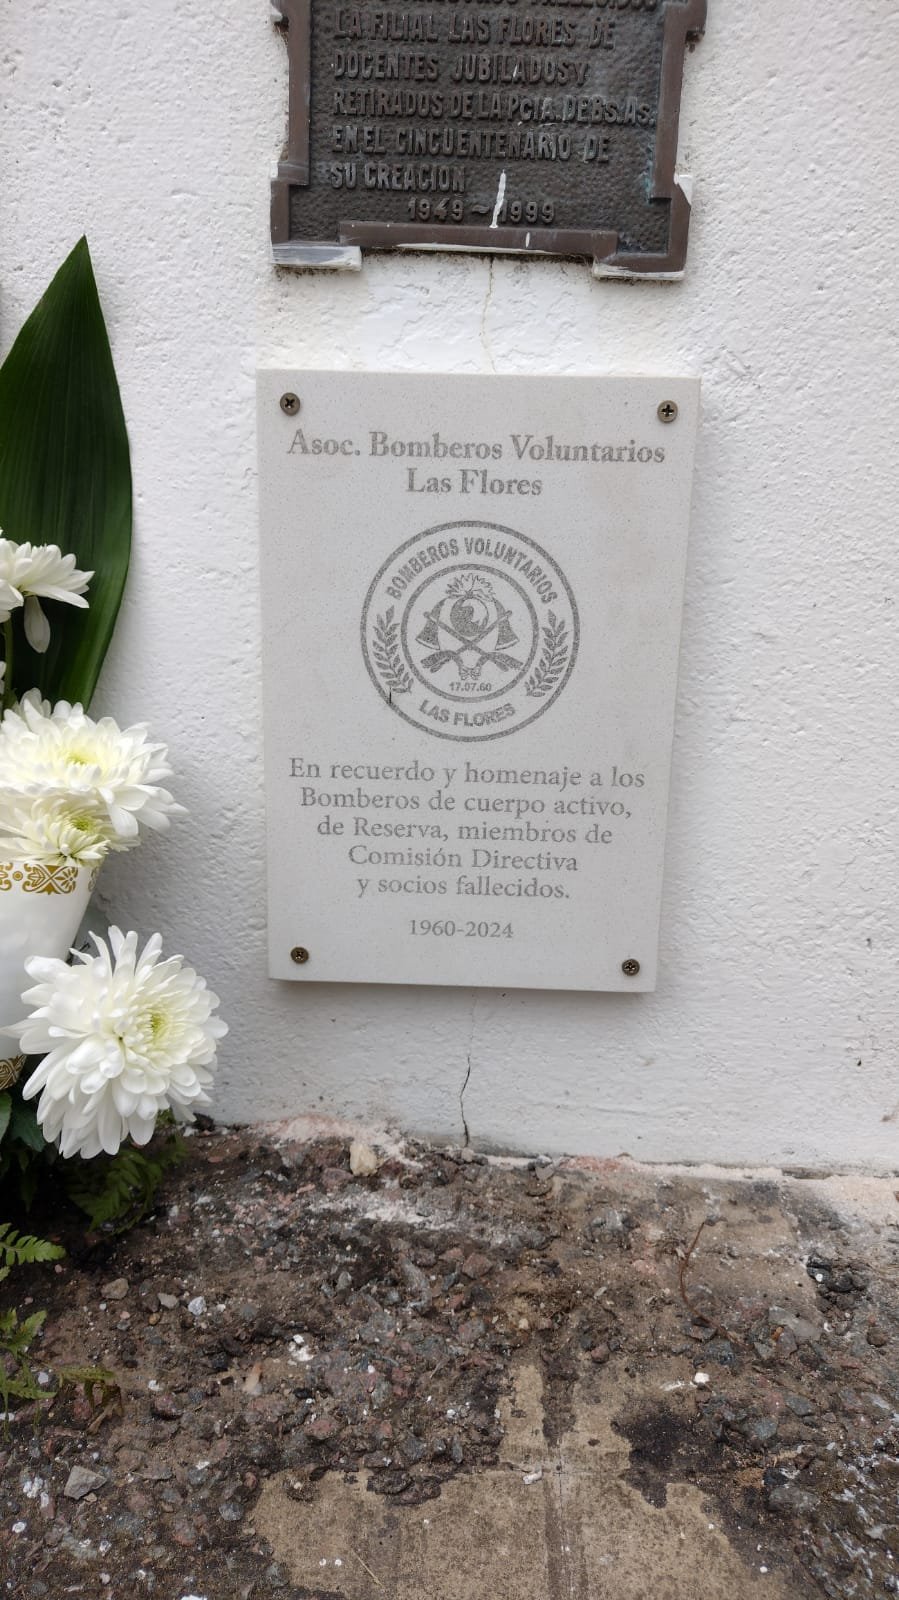 LA FILIAL LAS FLORES DE
DOCENTES JUBILADOS Y
RETIRADOS DE LA PCIA. DE BS. AS.
EN EL CINCUENTENARIO DE
SU CREACION
1949 ~ 1999
Asoc. Bomberos Voluntarios
Las Flores
BOMBEROS VOLUNTARIOS
17.07.60
LAS FLORES
En recuerdo y homenaje a los
Bomberos de cuerpo activo,
de Reserva, miembros de
Comisión Directiva
y socios fallecidos.
1960-2024